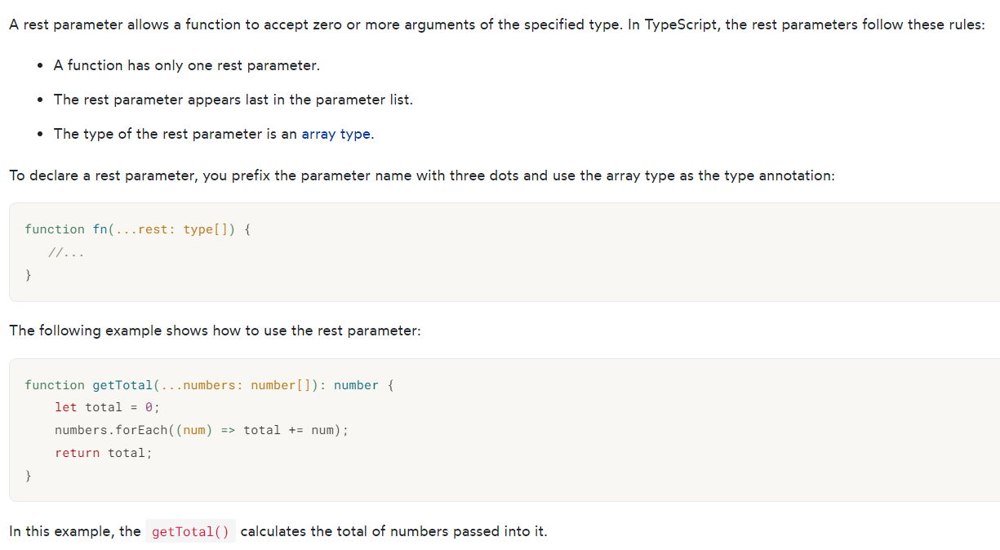 A rest parameter allows a function to accept zero or more arguments of the specified type. In TypeScript, the rest parameters follow these rules:
• A function has only one rest parameter.
• The rest parameter appears last in the parameter list.
• The type of the rest parameter is an array type.
To declare a rest parameter, you prefix the parameter name with three dots and use the array type as the type annotation:
function fn(...rest: type[]) {
   //...
}
The following example shows how to use the rest parameter:
function getTotal(...numbers: number[]): number {
    let total = 0;
    numbers.forEach((num) => total += num);
    return total;
}
In this example, the getTotal() calculates the total of numbers passed into it.